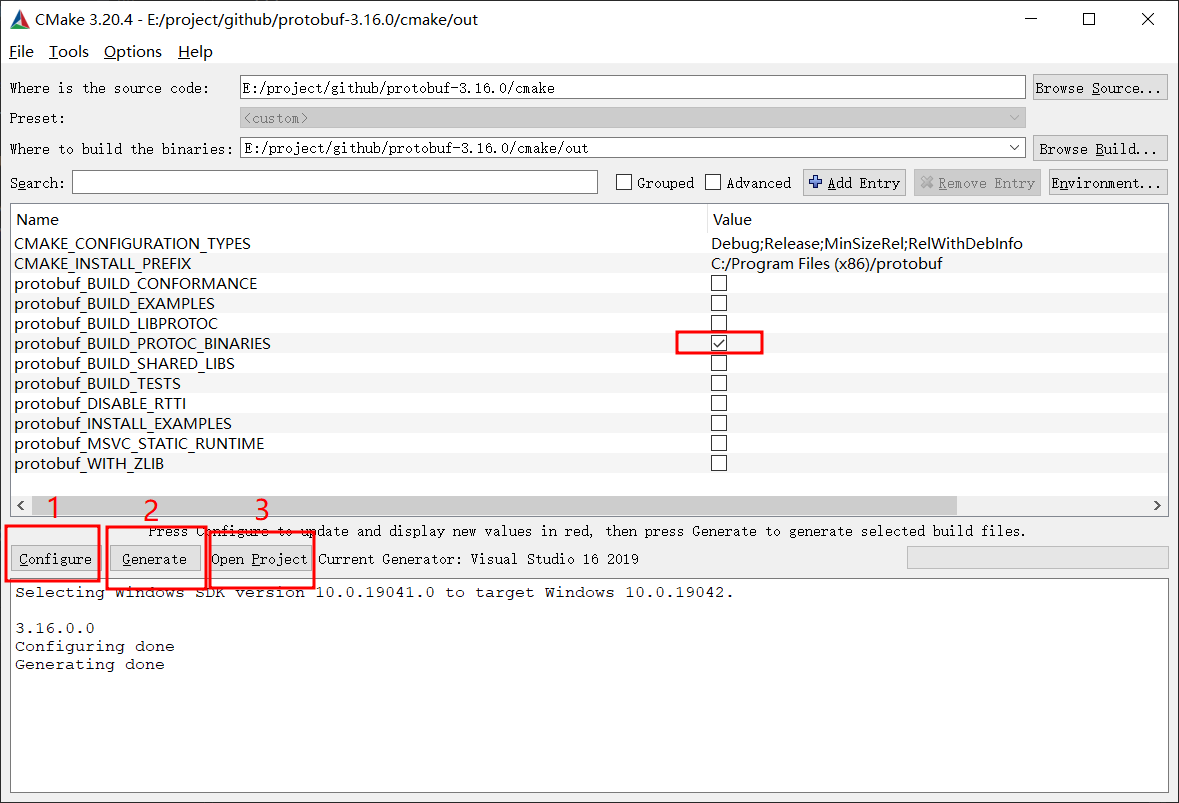 CMake 3.20.4 - E:/project/github/protobuf-3.16.0/cmake/out
File Tools Options Help
Where is the source code: E:/project/github/protobuf-3.16.0/cmake Browse Source...
Preset: <custom>
Where to build the binaries: E:/project/github/protobuf-3.16.0/cmake/out Browse Build...
Search: Grouped Advanced Add Entry Remove Entry Environment...
Name Value
CMAKE_CONFIGURATION_TYPES Debug;Release;MinSizeRel;RelWithDebInfo
CMAKE_INSTALL_PREFIX C:/Program Files (x86)/protobuf
protobuf_BUILD_CONFORMANCE
protobuf_BUILD_EXAMPLES
protobuf_BUILD_LIBPROTOC
protobuf_BUILD_PROTOC_BINARIES
protobuf_BUILD_SHARED_LIBS
protobuf_BUILD_TESTS
protobuf_DISABLE_RTTI
protobuf_INSTALL_EXAMPLES
protobuf_MSVC_STATIC_RUNTIME
protobuf_WITH_ZLIB
1 2 3
Press Configure to update and display new values in red, then press Generate to generate selected build files.
Configure Generate Open Project Current Generator: Visual Studio 16 2019
Selecting Windows SDK version 10.0.19041.0 to target Windows 10.0.19042.
3.16.0.0
Configuring done
Generating done